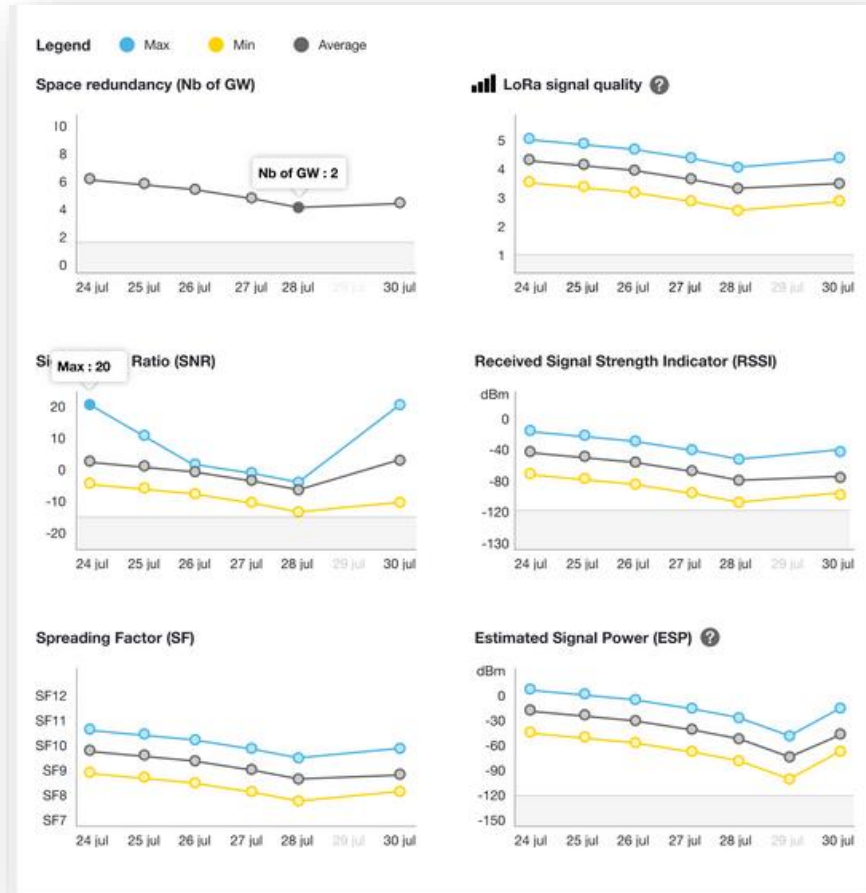 Legend Max Min Average
Space redundancy (Nb of GW)
10
8
6
4
2
0
Nb of GW : 2
24 jul 25 jul 26 jul 27 jul 28 jul 29 jul 30 jul
LoRa signal quality ?
5
4
3
2
1
24 jul 25 jul 26 jul 27 jul 28 jul 29 jul 30 jul
Si Ratio (SNR)
Max : 20
20
10
0
-10
-20
24 jul 25 jul 26 jul 27 jul 28 jul 29 jul 30 jul
Received Signal Strength Indicator (RSSI)
dBm
0
-40
-80
-120
-130
24 jul 25 jul 26 jul 27 jul 28 jul 29 jul 30 jul
Spreading Factor (SF)
SF12
SF11
SF10
SF9
SF8
SF7
24 jul 25 jul 26 jul 27 jul 28 jul 29 jul 30 jul
Estimated Signal Power (ESP) ?
dBm
0
-30
-60
-90
-120
-150
24 jul 25 jul 26 jul 27 jul 28 jul 29 jul 30 jul